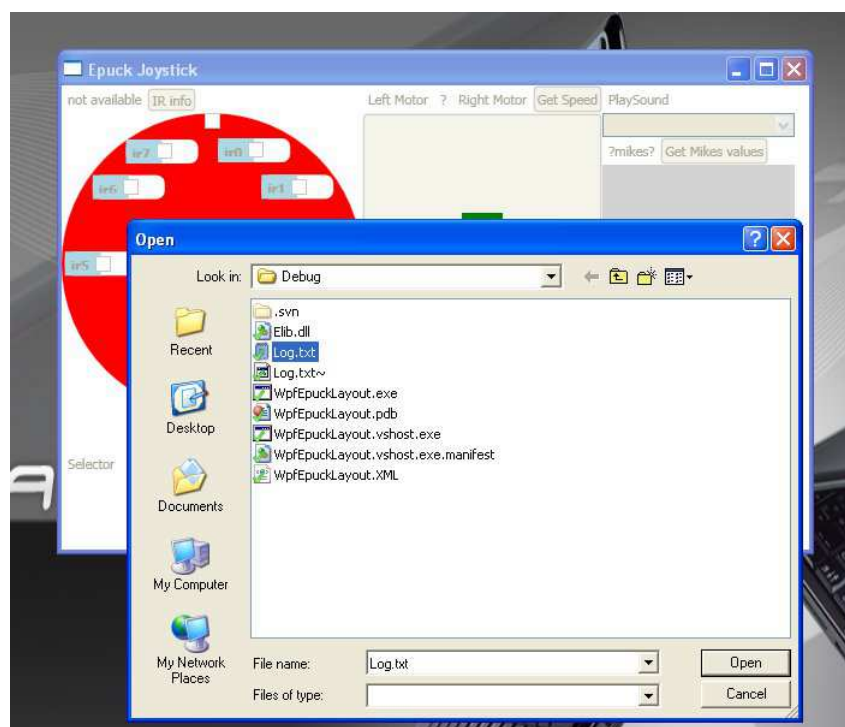 Epuck Joystick
not available IR info Left Motor ? Right Motor Get Speed PlaySound
?mikes? Get Mikes values
ir7 ir0
ir6 ir1
ir5
Selector
Open
Look in: Debug
Recent
Desktop
Documents
My Computer
My Network
Places
.svn
Elib.dll
Log.txt
Log.txt~
WpfEpuckLayout.exe
WpfEpuckLayout.pdb
WpfEpuckLayout.vshost.exe
WpfEpuckLayout.vshost.exe.manifest
WpfEpuckLayout.XML
File name: Log.txt Open
Files of type: Cancel